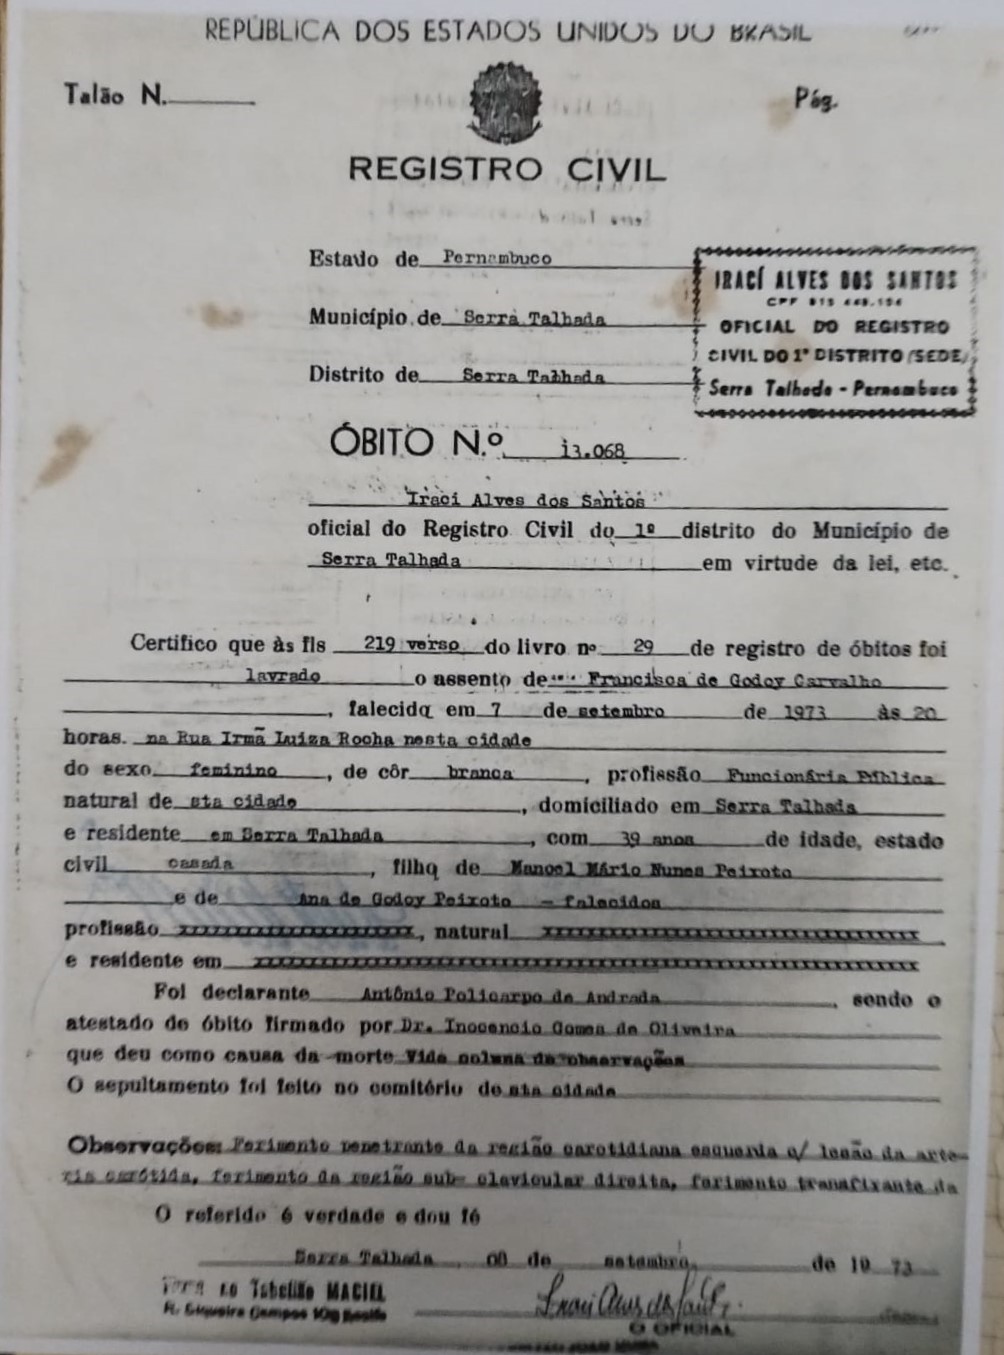 REPÚBLICA DOS ESTADOS UNIDOS DO BRASIL
Talão N.
Pág.
REGISTRO CIVIL
Estado de Pernambuco
Município de Serra Talhada
Distrito de Serra Talhada
IRACÍ ALVES DOS SANTOS
CPF
OFICIAL DO REGISTRO
CIVIL DO 1º DISTRITO (SEDE)
Serra Talhada - Pernambuco
ÓBITO N.º 13.068
Iraci Alves dos Santos
oficial do Registro Civil do 1º distrito do Município de
Serra Talhada em virtude da lei, etc.
Certifico que às fls 219 verso do livro nº 29 de registro de óbitos foi
lavrado o assento de Francisca de Godoy Carvalho
, falecida em 7 de setembro de 1973 às 20
horas. na Rua Irmã Luiza Rocha nesta cidade
do sexo feminino, de côr branca, profissão Funcionária Pública
natural de sta cidade, domiciliado em Serra Talhada
e residente em Serra Talhada, com 39 anos de idade, estado
civil casada, filha de Manoel Mário Nunes Peixoto
e de Ana de Godoy Peixoto - falecidos
profissão xxxxxxxxxxxxxxxxxxxxxx, natural xxxxxxxxxxxxxxxxxxxxxxxxxxxxxxxxxxx
e residente em xxxxxxxxxxxxxxxxxxxxxxxxxxxxxxxxxxxxxxxxxxxxxxxxxxxxxxxxxxxxxx
Foi declarante Antônio Policarpo de Andrada, sendo o
atestado de óbito firmado por Dr. Inocencio Gomes de Oliveira
que deu como causa da morte Vide coluna de observações
O sepultamento foi feito no cemitério de sta cidade
Observações: Ferimento penetrante da região carotidiana esquerda c/ lesão da arte-
ria carótida, ferimento da região sub- clavicular direita, ferimento transfixante da
O referido é verdade e dou fé
Serra Talhada, 08 de setembro de 1973
Tabelião MACIEL
R. Siqueira Campos Recife
O OFICIAL